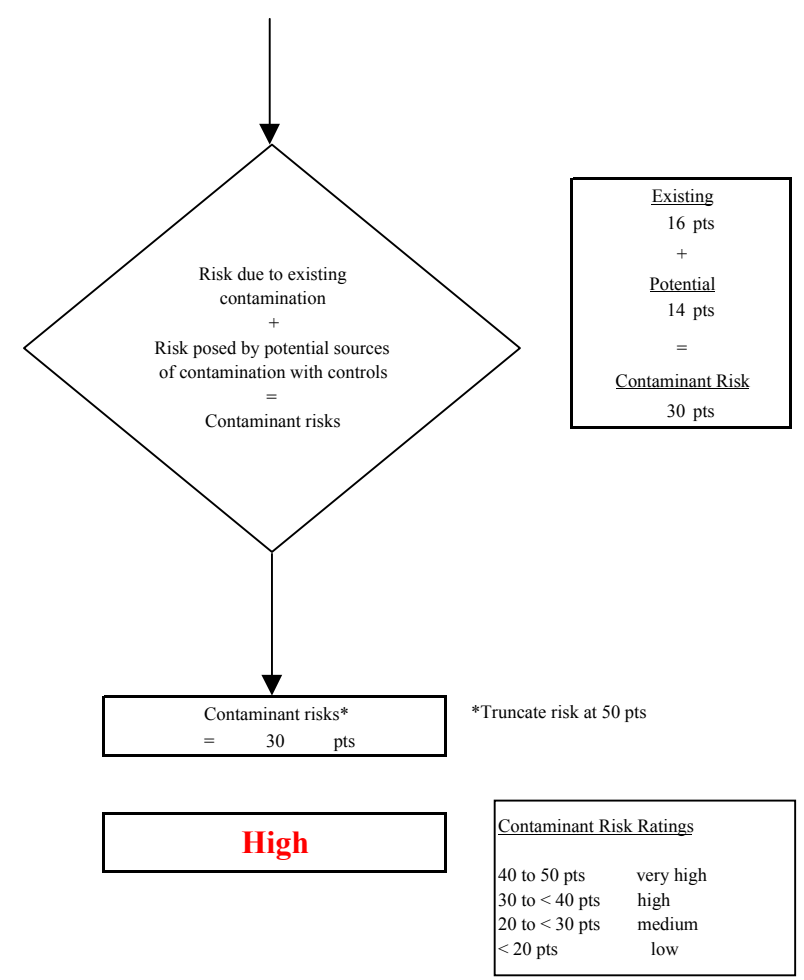 Risk due to existing
contamination
+
Risk posed by potential sources
of contamination with controls
=
Contaminant risks
Existing
16 pts
+
Potential
14 pts
=
Contaminant Risk
30 pts
Contaminant risks*
= 30 pts
*Truncate risk at 50 pts
High
Contaminant Risk Ratings
40 to 50 pts very high
30 to < 40 pts high
20 to < 30 pts medium
< 20 pts low